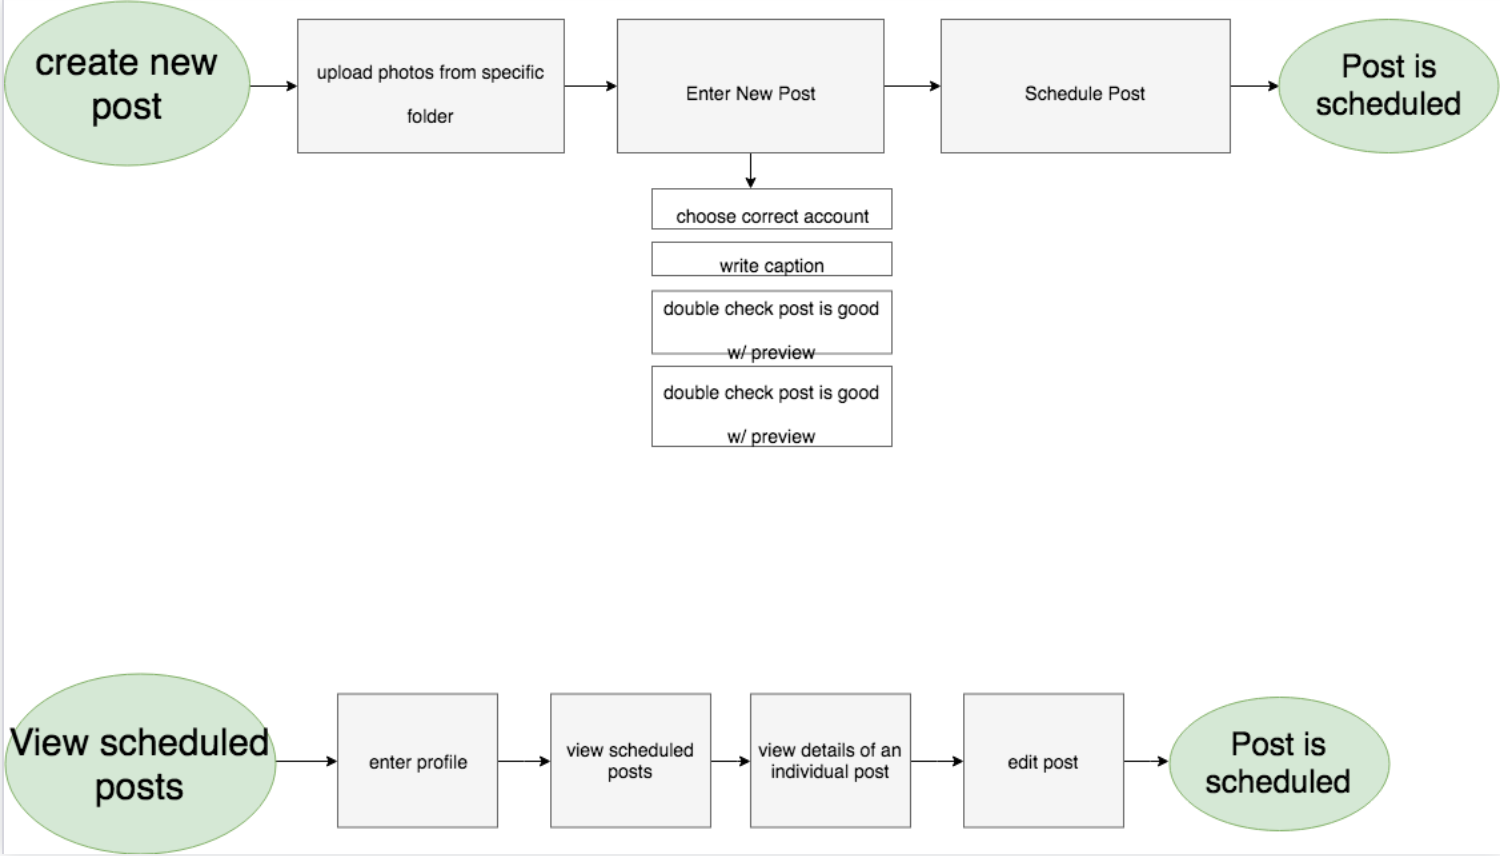 create new
post
upload photos from specific
folder
Enter New Post
Schedule Post
Post is
scheduled
choose correct account
write caption
double check post is good
w/ preview
double check post is good
w/ preview
View scheduled
posts
enter profile
view scheduled
posts
view details of an
individual post
edit post
Post is
scheduled